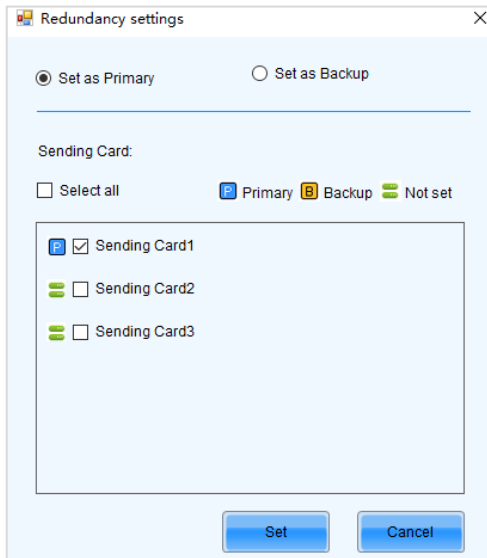 Redundancy settings
Set as Primary
Set as Backup
Sending Card:
Select all
P Primary B Backup Not set
P Sending Card1
Sending Card2
Sending Card3
Set
Cancel